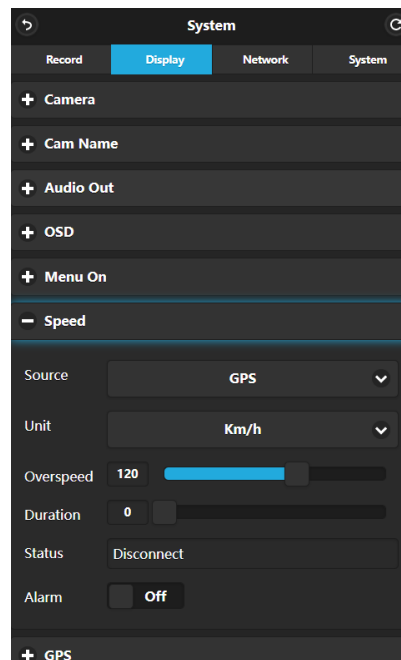 System
Record Display Network System
Camera
Cam Name
Audio Out
OSD
Menu On
Speed
Source GPS
Unit Km/h
Overspeed 120
Duration 0
Status Disconnect
Alarm Off
GPS